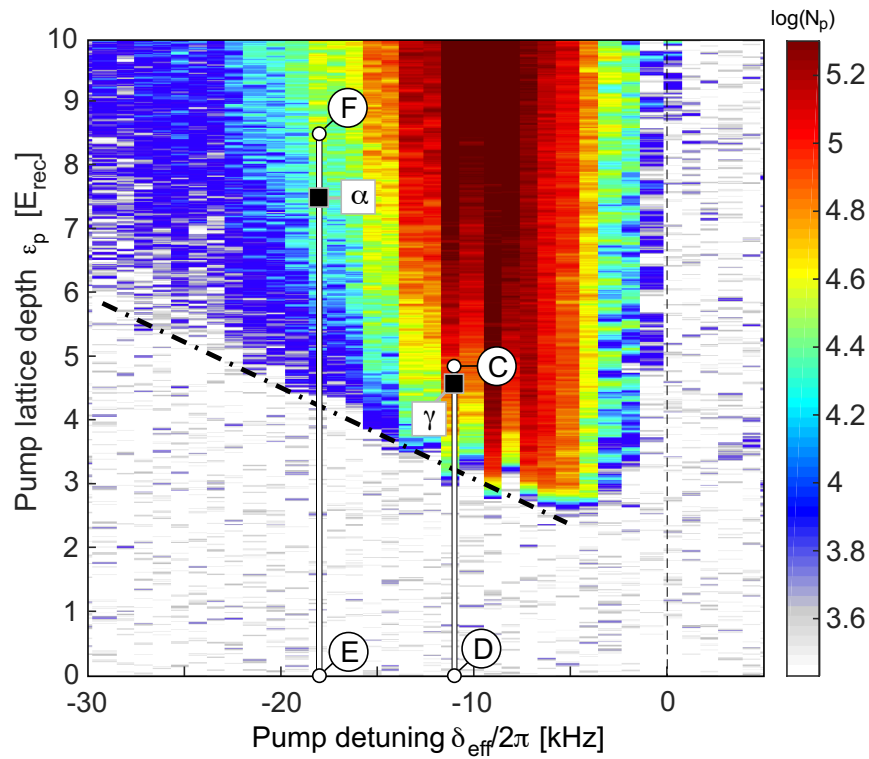 log(Nₚ)
10
9
8
7
6
5
4
3
2
1
0
Pump lattice depth εₚ [E_rec]
F
α
C
γ
E
D
-30
-20
-10
0
Pump detuning δ_eff/2π [kHz]
5.2
5
4.8
4.6
4.4
4.2
4
3.8
3.6